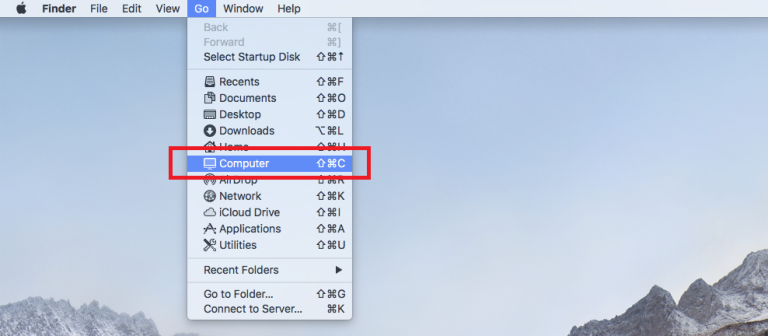 Finder File Edit View Go Window Help
Back ⌘[
Forward ⌘]
Select Startup Disk ⇧⌘↑
Recents ⇧⌘F
Documents ⇧⌘O
Desktop ⇧⌘D
Downloads ⌥⌘L
Home ⇧⌘H
Computer ⇧⌘C
AirDrop ⇧⌘R
Network ⇧⌘K
iCloud Drive ⇧⌘I
Applications ⇧⌘A
Utilities ⇧⌘U
Recent Folders ▶
Go to Folder... ⇧⌘G
Connect to Server... ⌘K